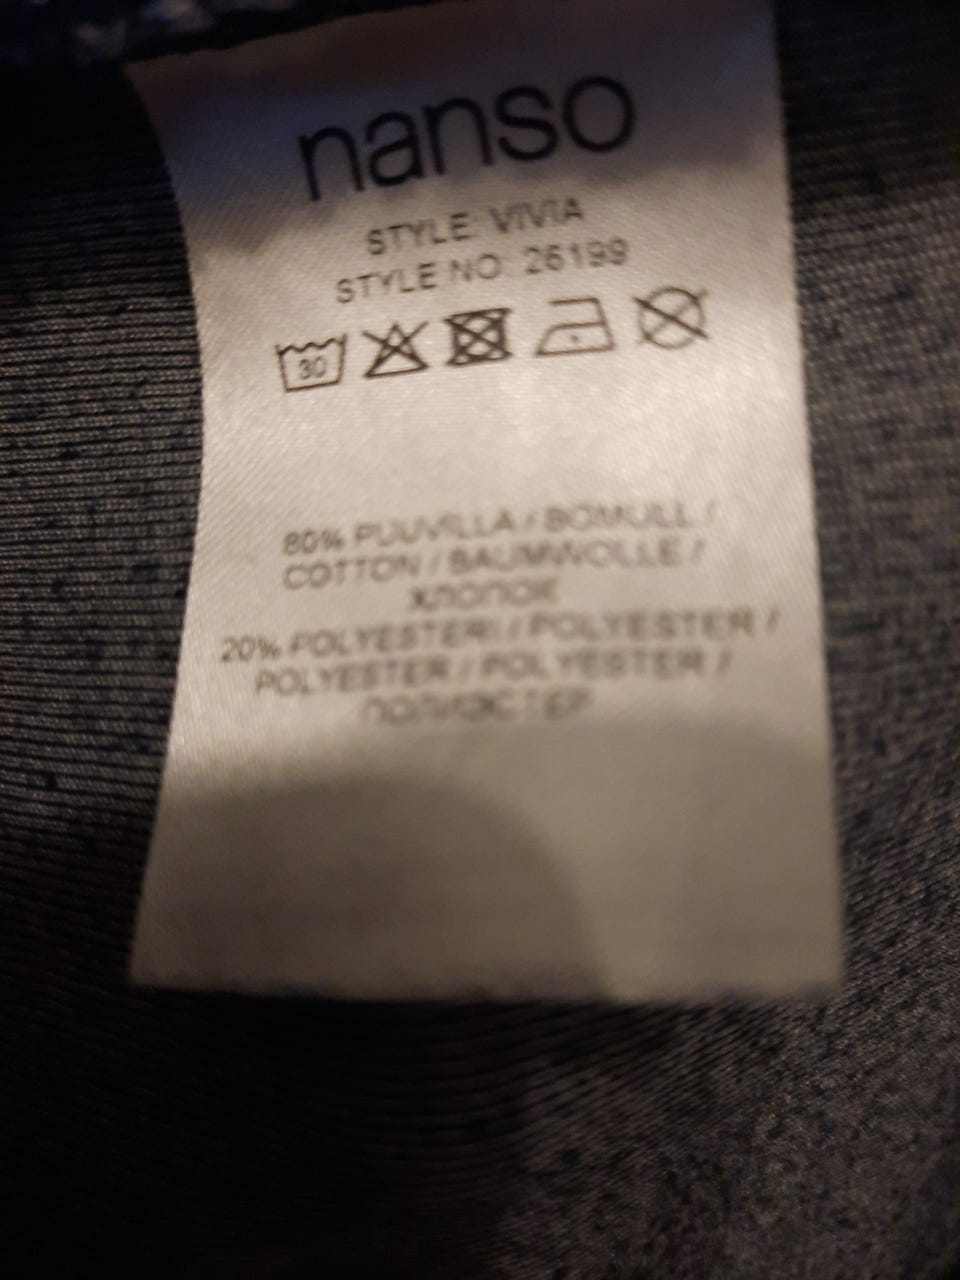 nanso
STYLE: VIVIA
STYLE NO: 26199
30
80% PUUVILLA / BOMULL /
COTTON / BAUMWOLLE /
ХЛОПОК
20% POLYESTERI / POLYESTER /
POLYESTER / POLYESTER /
ПОЛИЭСТЕР